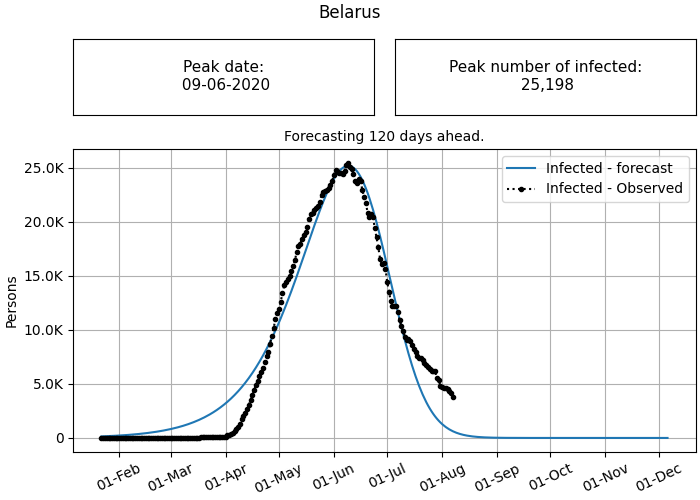 Belarus
Peak date:
09-06-2020
Peak number of infected:
25,198
Forecasting 120 days ahead.
25.0K
20.0K
15.0K
10.0K
5.0K
0
Persons
Infected - forecast
Infected - Observed
01-Feb
01-Mar
01-Apr
01-May
01-Jun
01-Jul
01-Aug
01-Sep
01-Oct
01-Nov
01-Dec